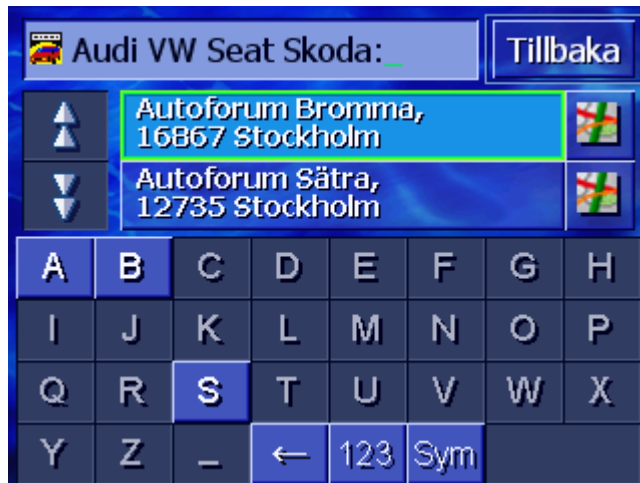 Audi VW Seat Skoda:_
Tillbaka
Autoforum Bromma,
16867 Stockholm
Autoforum Sätra,
12735 Stockholm
A B C D E F G H
I J K L M N O P
Q R S T U V W X
Y Z _ ← 123 Sym